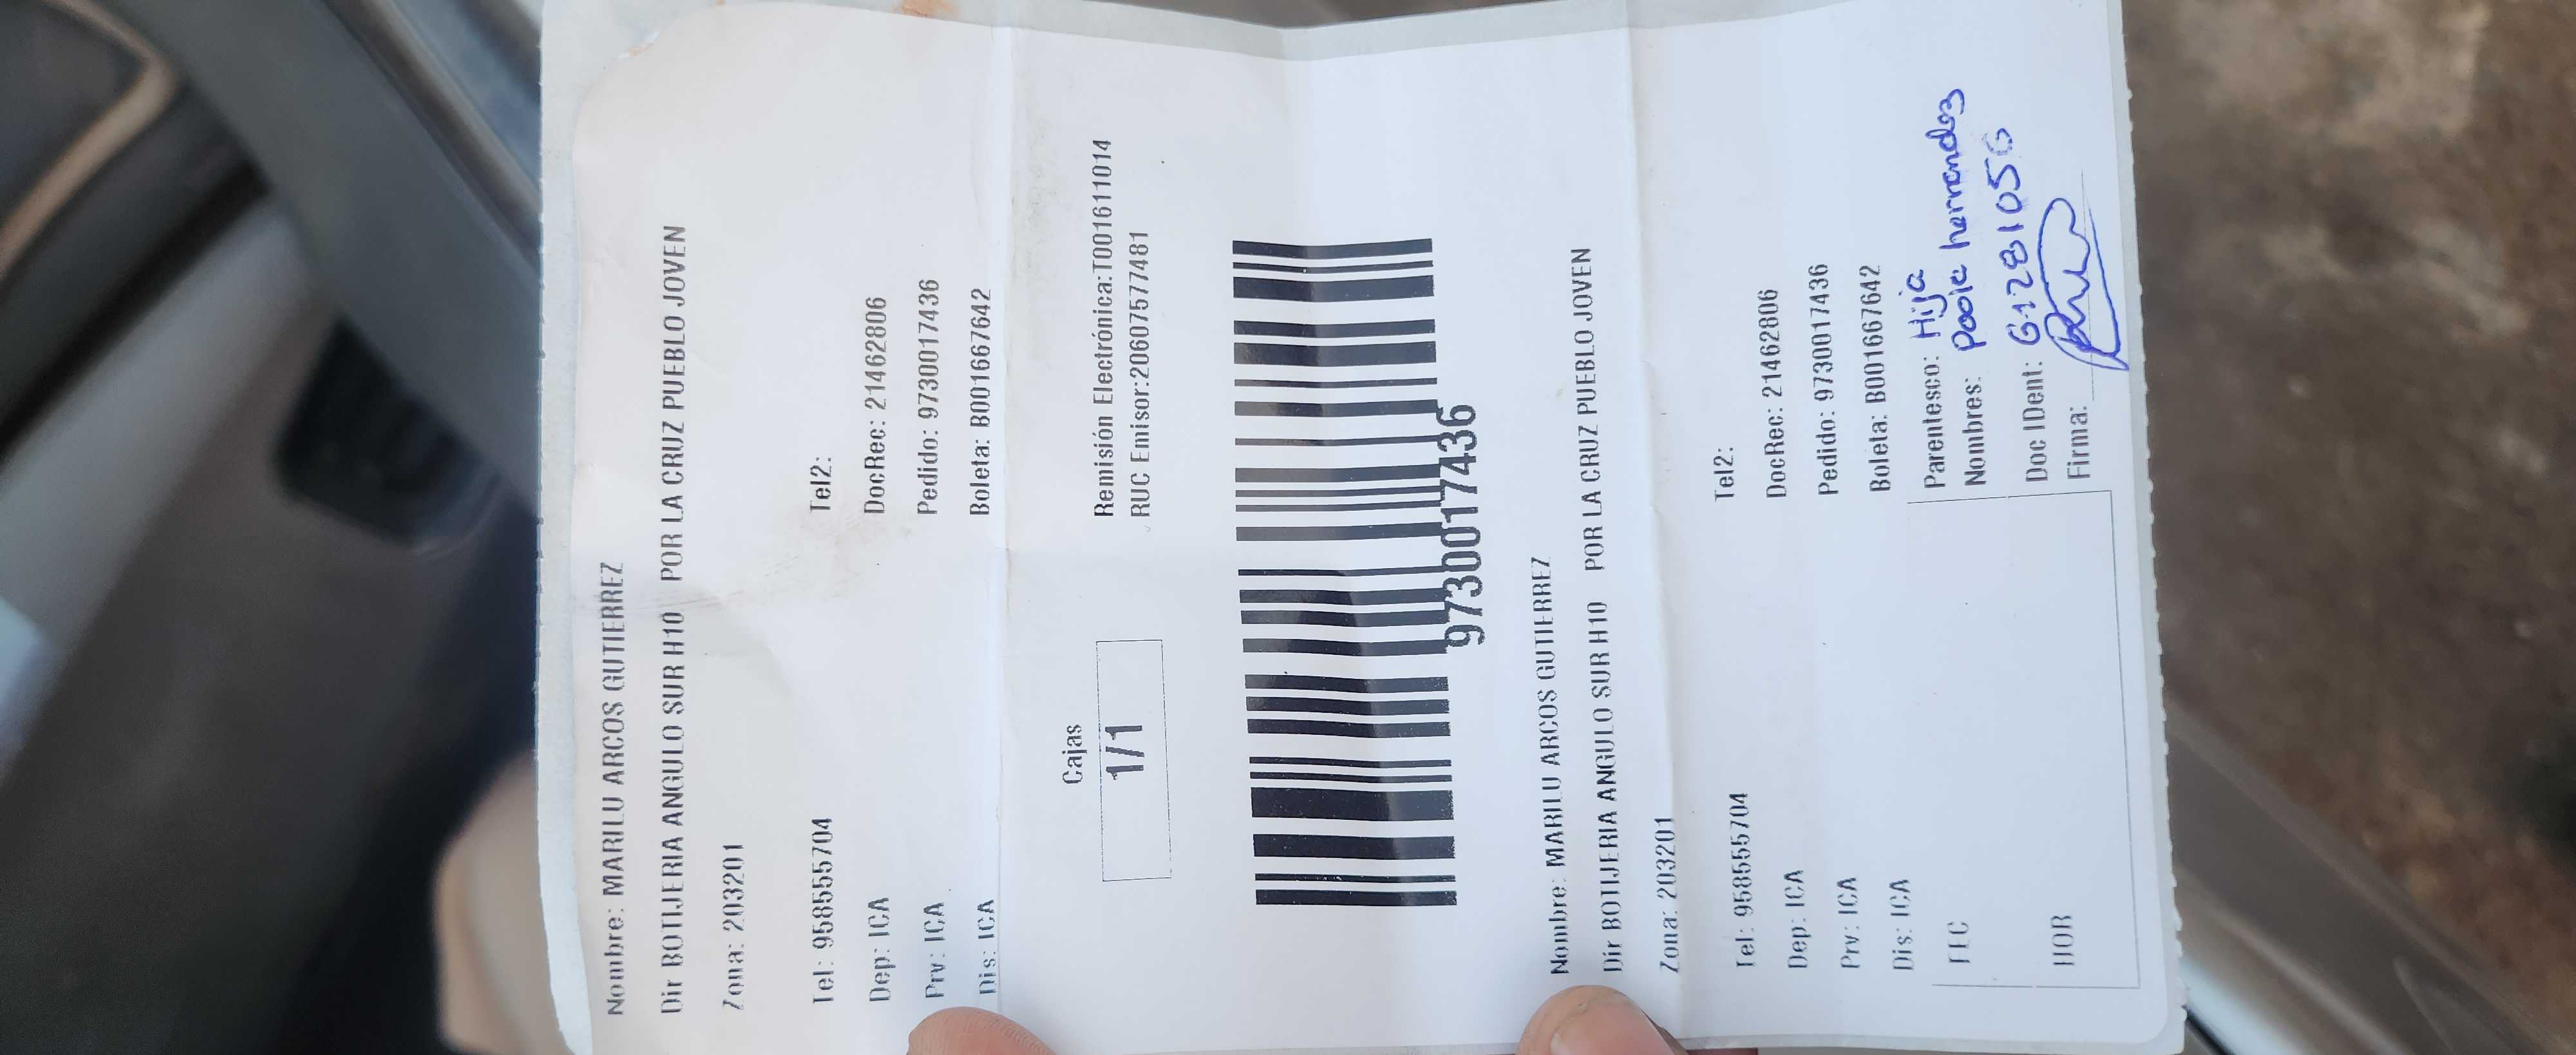 Nombre: MARILU ARCOS GUTIERREZ
Dir BOTIJERIA ANGULO SUR H10 POR LA CRUZ PUEBLO JOVEN
Zona: 203201
Tel: 958555704 Tel2:
Dep: ICA DocRec: 21462806
Prv: ICA Pedido: 9730017436
Dis: ICA Boleta: B001667642
Cajas
1/1
Remisión Electrónica:T001611014
RUC Emisor:20607577481
9730017436
Nombre: MARILU ARCOS GUTIERREZ
Dir BOTIJERIA ANGULO SUR H10 POR LA CRUZ PUEBLO JOVEN
Zona: 203201
Tel: 958555704 Tel2:
Dep: ICA DocRec: 21462806
Prv: ICA Pedido: 9730017436
Dis: ICA Boleta: B001667642
FEC
HOR
Parentesco: Hija
Nombres: hernandez
Doc IDent:
Firma: